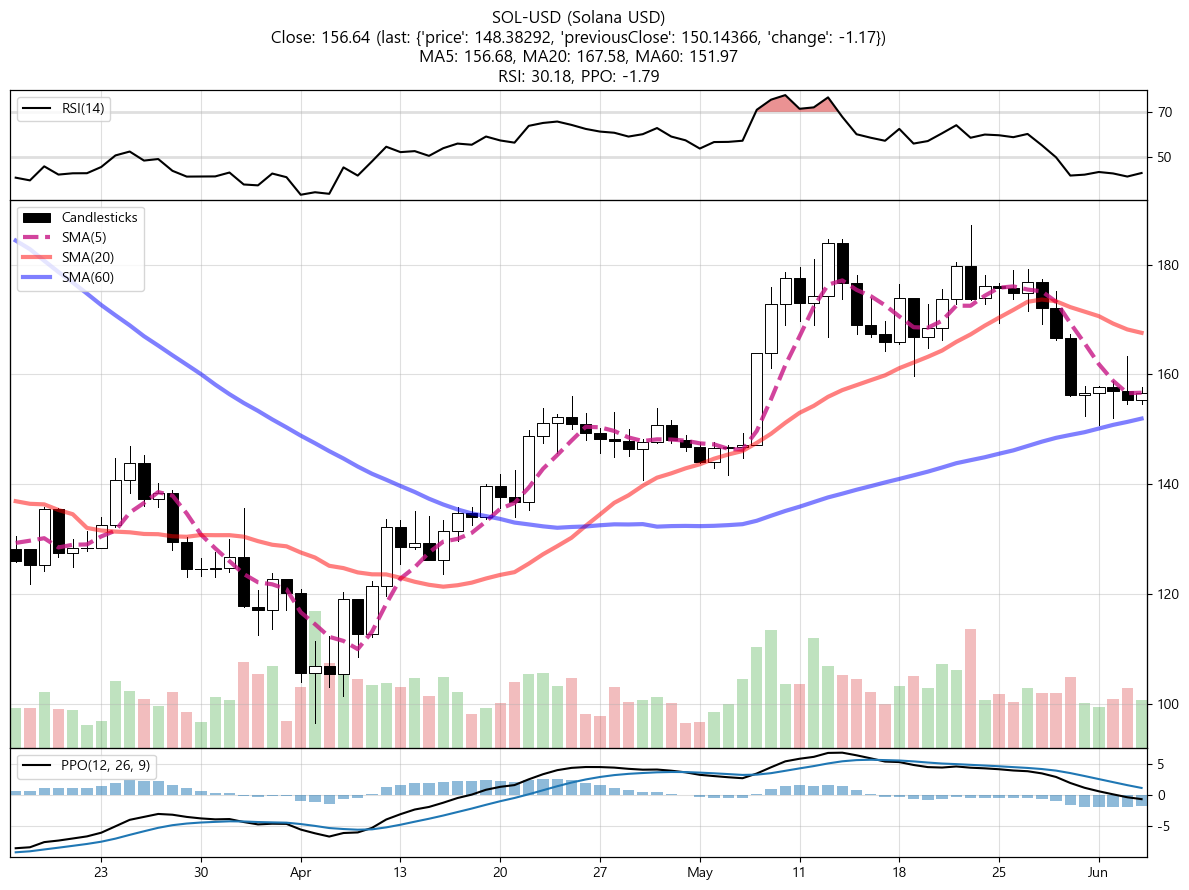 SOL-USD (Solana USD)
Close: 156.64 (last: {'price': 148.38292, 'previousClose': 150.14366, 'change': -1.17})
MA5: 156.68, MA20: 167.58, MA60: 151.97
RSI: 30.18, PPO: -1.79
RSI(14)
70
50
Candlesticks
SMA(5)
SMA(20)
SMA(60)
180
160
140
120
100
PPO(12, 26, 9)
5
0
-5
23 30 Apr 13 20 27 May 11 18 25 Jun